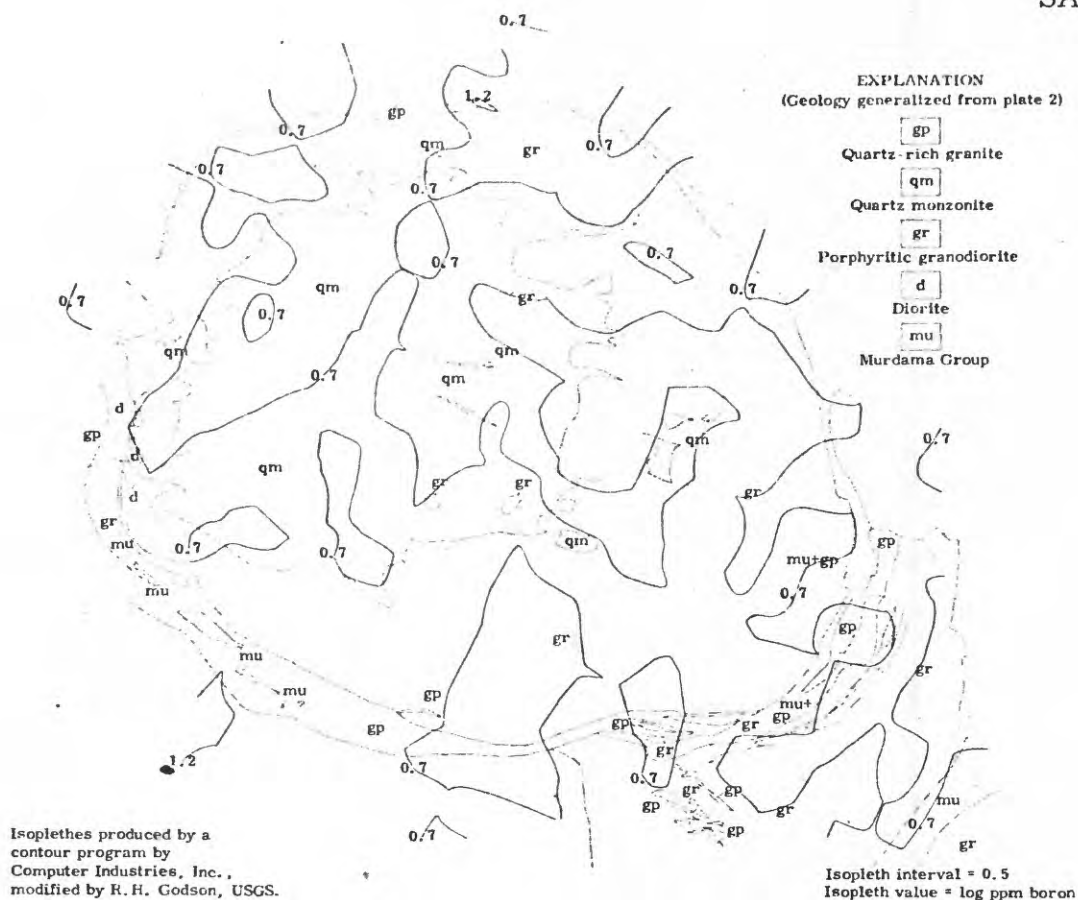 SA
0.7
1.2
gp
0.7
qm
gr
0.7
0.7
0.7
0.7
0.7
0.7
qm
0.7
0.7
0.7
gr
qm
qm
qm
0.7
d
gp
d
qm
d
qm
0.7
gr
gr
gr
gr
mu
0.7
0.7
qm
gp
mu+gp
0.7
mu
gp
gr
mu
gr
mu
gp
mu+
gp
gp
gp
gr
gr
1.2
0.7
0.7
gr
gp
gp
gr
mu
0.7
0.7
gp
gr
EXPLANATION
(Geology generalized from plate 2)
gp
Quartz-rich granite
qm
Quartz monzonite
gr
Porphyritic granodiorite
d
Diorite
mu
Murdama Group
Isoplethes produced by a
contour program by
Computer Industries, Inc.,
modified by R.H. Godson, USGS.
Isopleth interval = 0.5
Isopleth value = log ppm boron